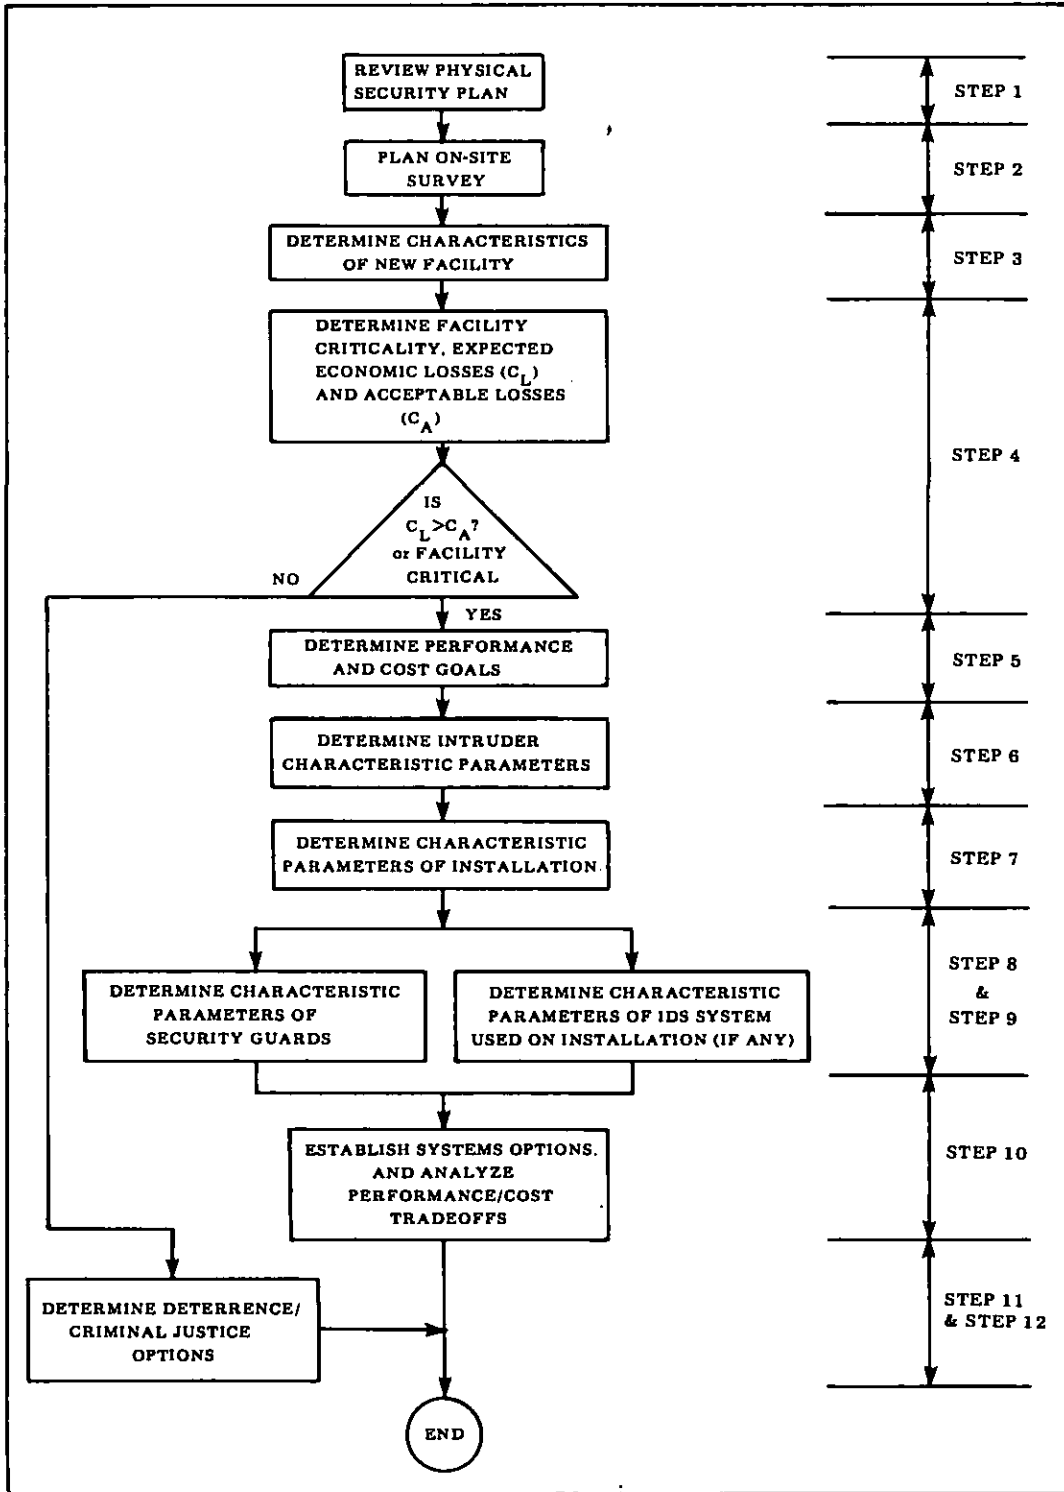 REVIEW PHYSICAL
SECURITY PLAN
STEP 1
PLAN ON-SITE
SURVEY
STEP 2
DETERMINE CHARACTERISTICS
OF NEW FACILITY
STEP 3
DETERMINE FACILITY
CRITICALITY, EXPECTED
ECONOMIC LOSSES (C_L)
AND ACCEPTABLE LOSSES
(C_A)
STEP 4
IS
C_L>C_A?
or FACILITY
CRITICAL
NO
YES
DETERMINE PERFORMANCE
AND COST GOALS
STEP 5
DETERMINE INTRUDER
CHARACTERISTIC PARAMETERS
STEP 6
DETERMINE CHARACTERISTIC
PARAMETERS OF INSTALLATION
STEP 7
DETERMINE CHARACTERISTIC
PARAMETERS OF
SECURITY GUARDS
DETERMINE CHARACTERISTIC
PARAMETERS OF IDS SYSTEM
USED ON INSTALLATION (IF ANY)
STEP 8
&
STEP 9
ESTABLISH SYSTEMS OPTIONS,
AND ANALYZE
PERFORMANCE/COST
TRADEOFFS
STEP 10
DETERMINE DETERRENCE/
CRIMINAL JUSTICE
OPTIONS
STEP 11
& STEP 12
END